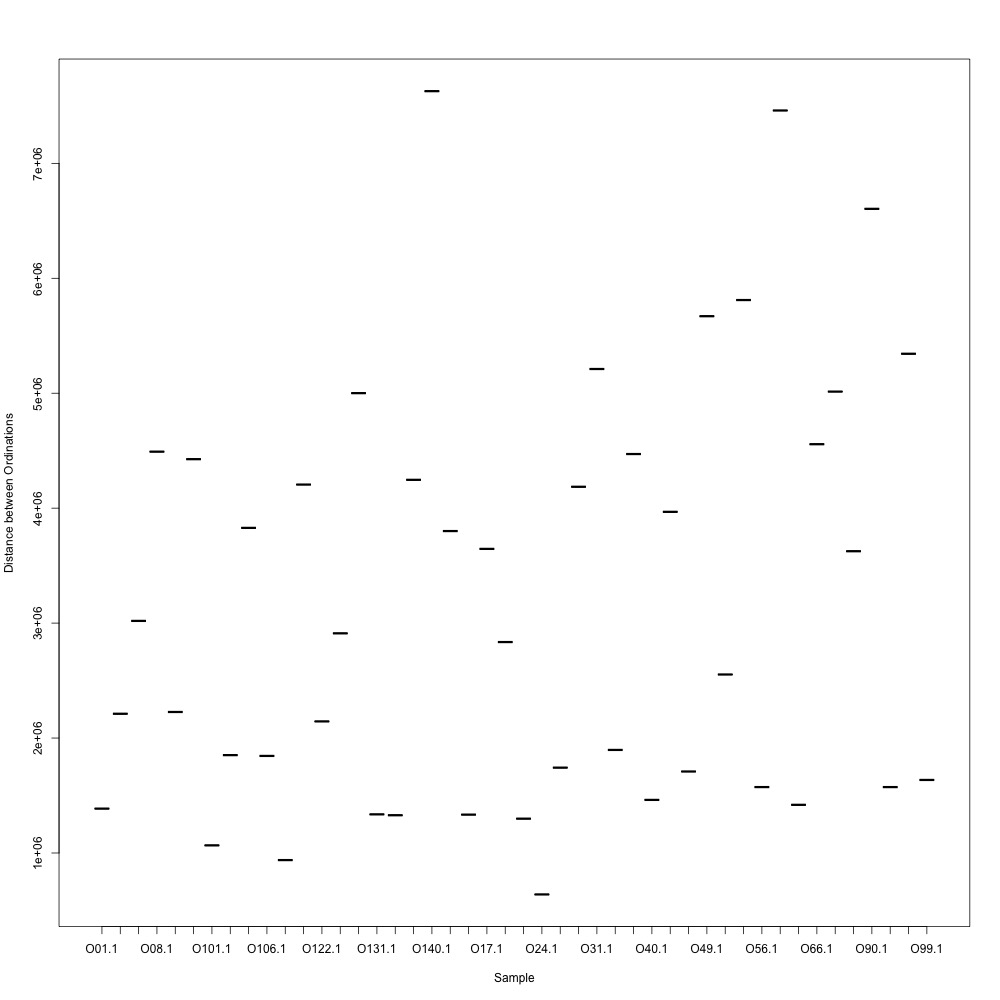 Distance between Ordinations
7e+06
6e+06
5e+06
4e+06
3e+06
2e+06
1e+06
O01.1 O08.1 O101.1 O106.1 O122.1 O131.1 O140.1 O17.1 O24.1 O31.1 O40.1 O49.1 O56.1 O66.1 O90.1 O99.1
Sample